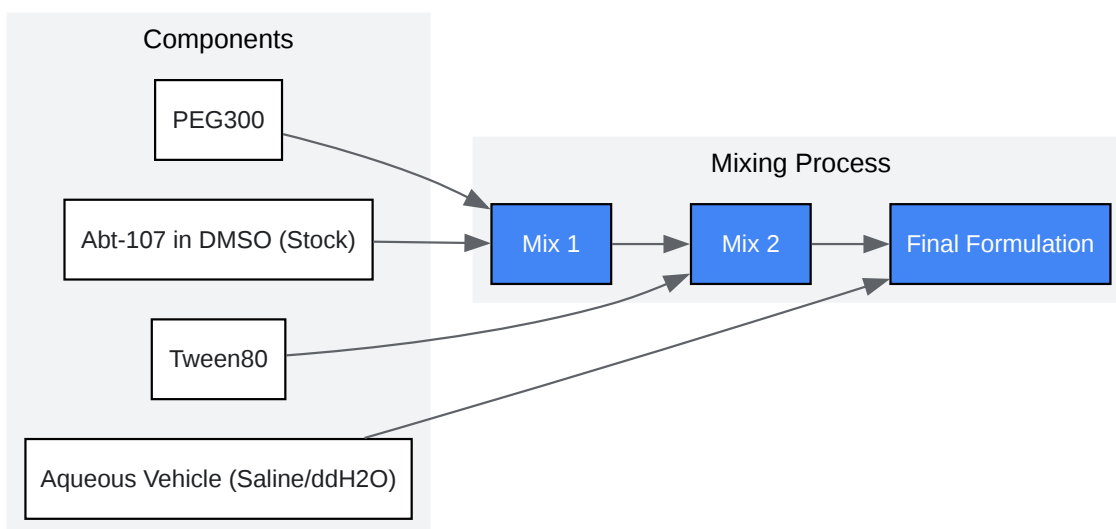 Components
PEG300
Abt-107 in DMSO (Stock)
Tween80
Aqueous Vehicle (Saline/ddH2O)
Mixing Process
Mix 1
Mix 2
Final Formulation